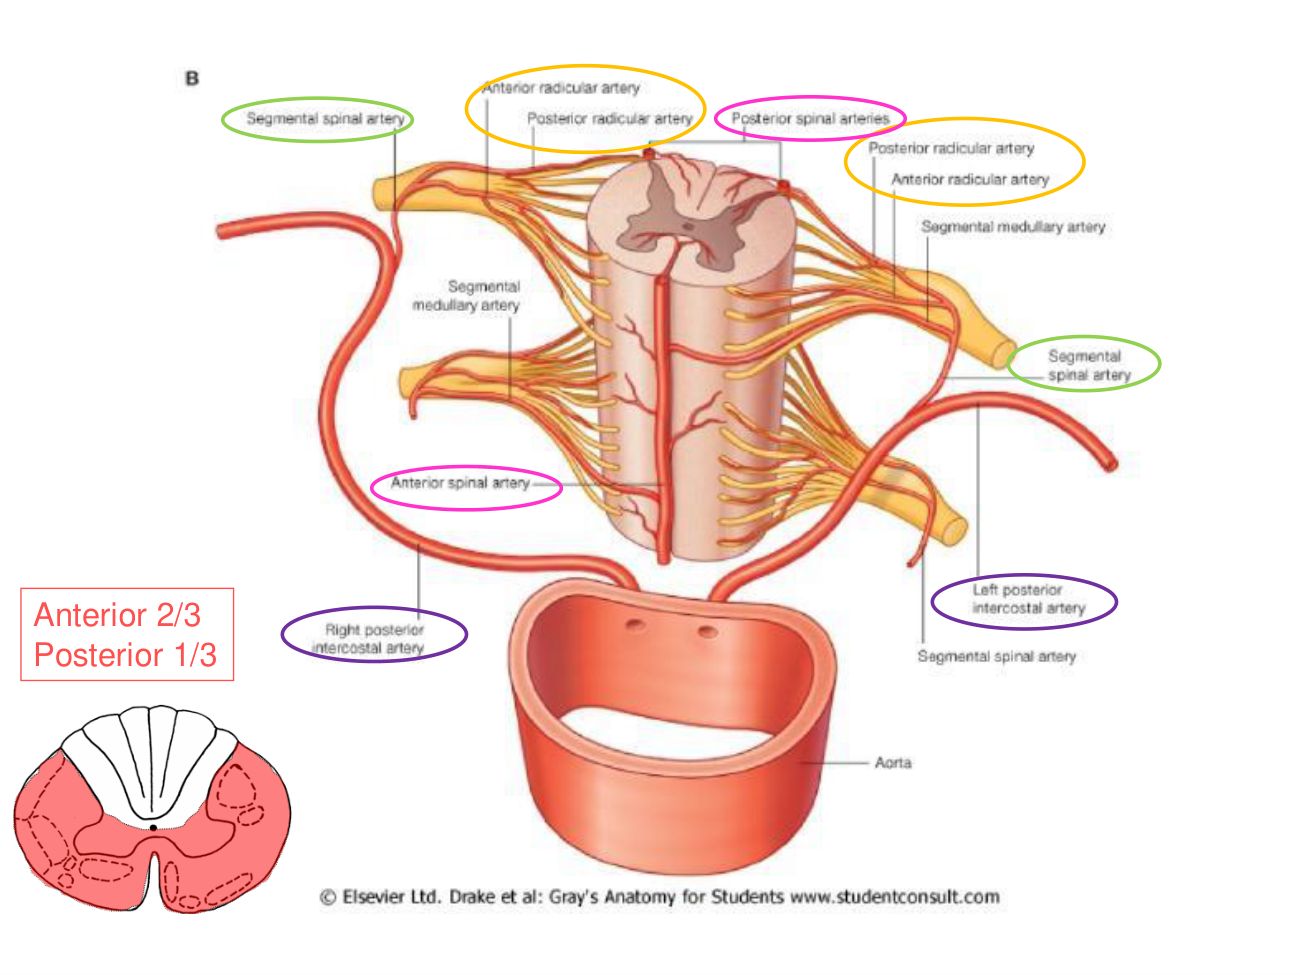 B
Anterior radicular artery
Segmental spinal artery
Posterior radicular artery
Posterior spinal arteries
Posterior radicular artery
Anterior radicular artery
Segmental medullary artery
Segmental
medullary artery
Segmental
spinal artery
Anterior spinal artery
Left posterior
intercostal artery
Anterior 2/3
Posterior 1/3
Right posterior
intercostal artery
Segmental spinal artery
Aorta
© Elsevier Ltd. Drake et al: Gray's Anatomy for Students www.studentconsult.com